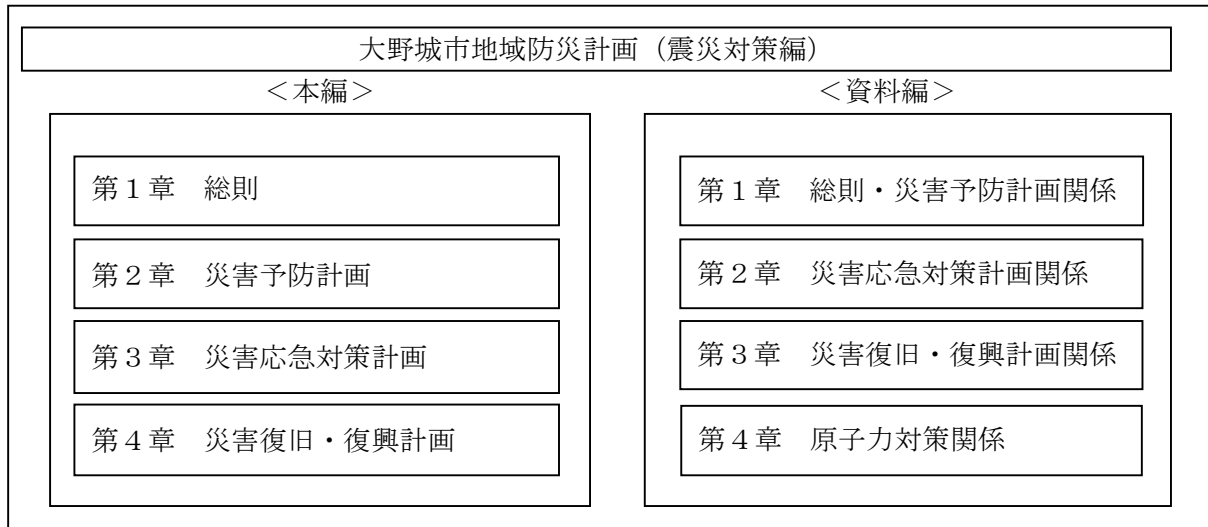 大野城市地域防災計画（震災対策編）
＜本編＞
第１章　総則
第２章　災害予防計画
第３章　災害応急対策計画
第４章　災害復旧・復興計画
＜資料編＞
第１章　総則・災害予防計画関係
第２章　災害応急対策計画関係
第３章　災害復旧・復興計画関係
第４章　原子力対策関係